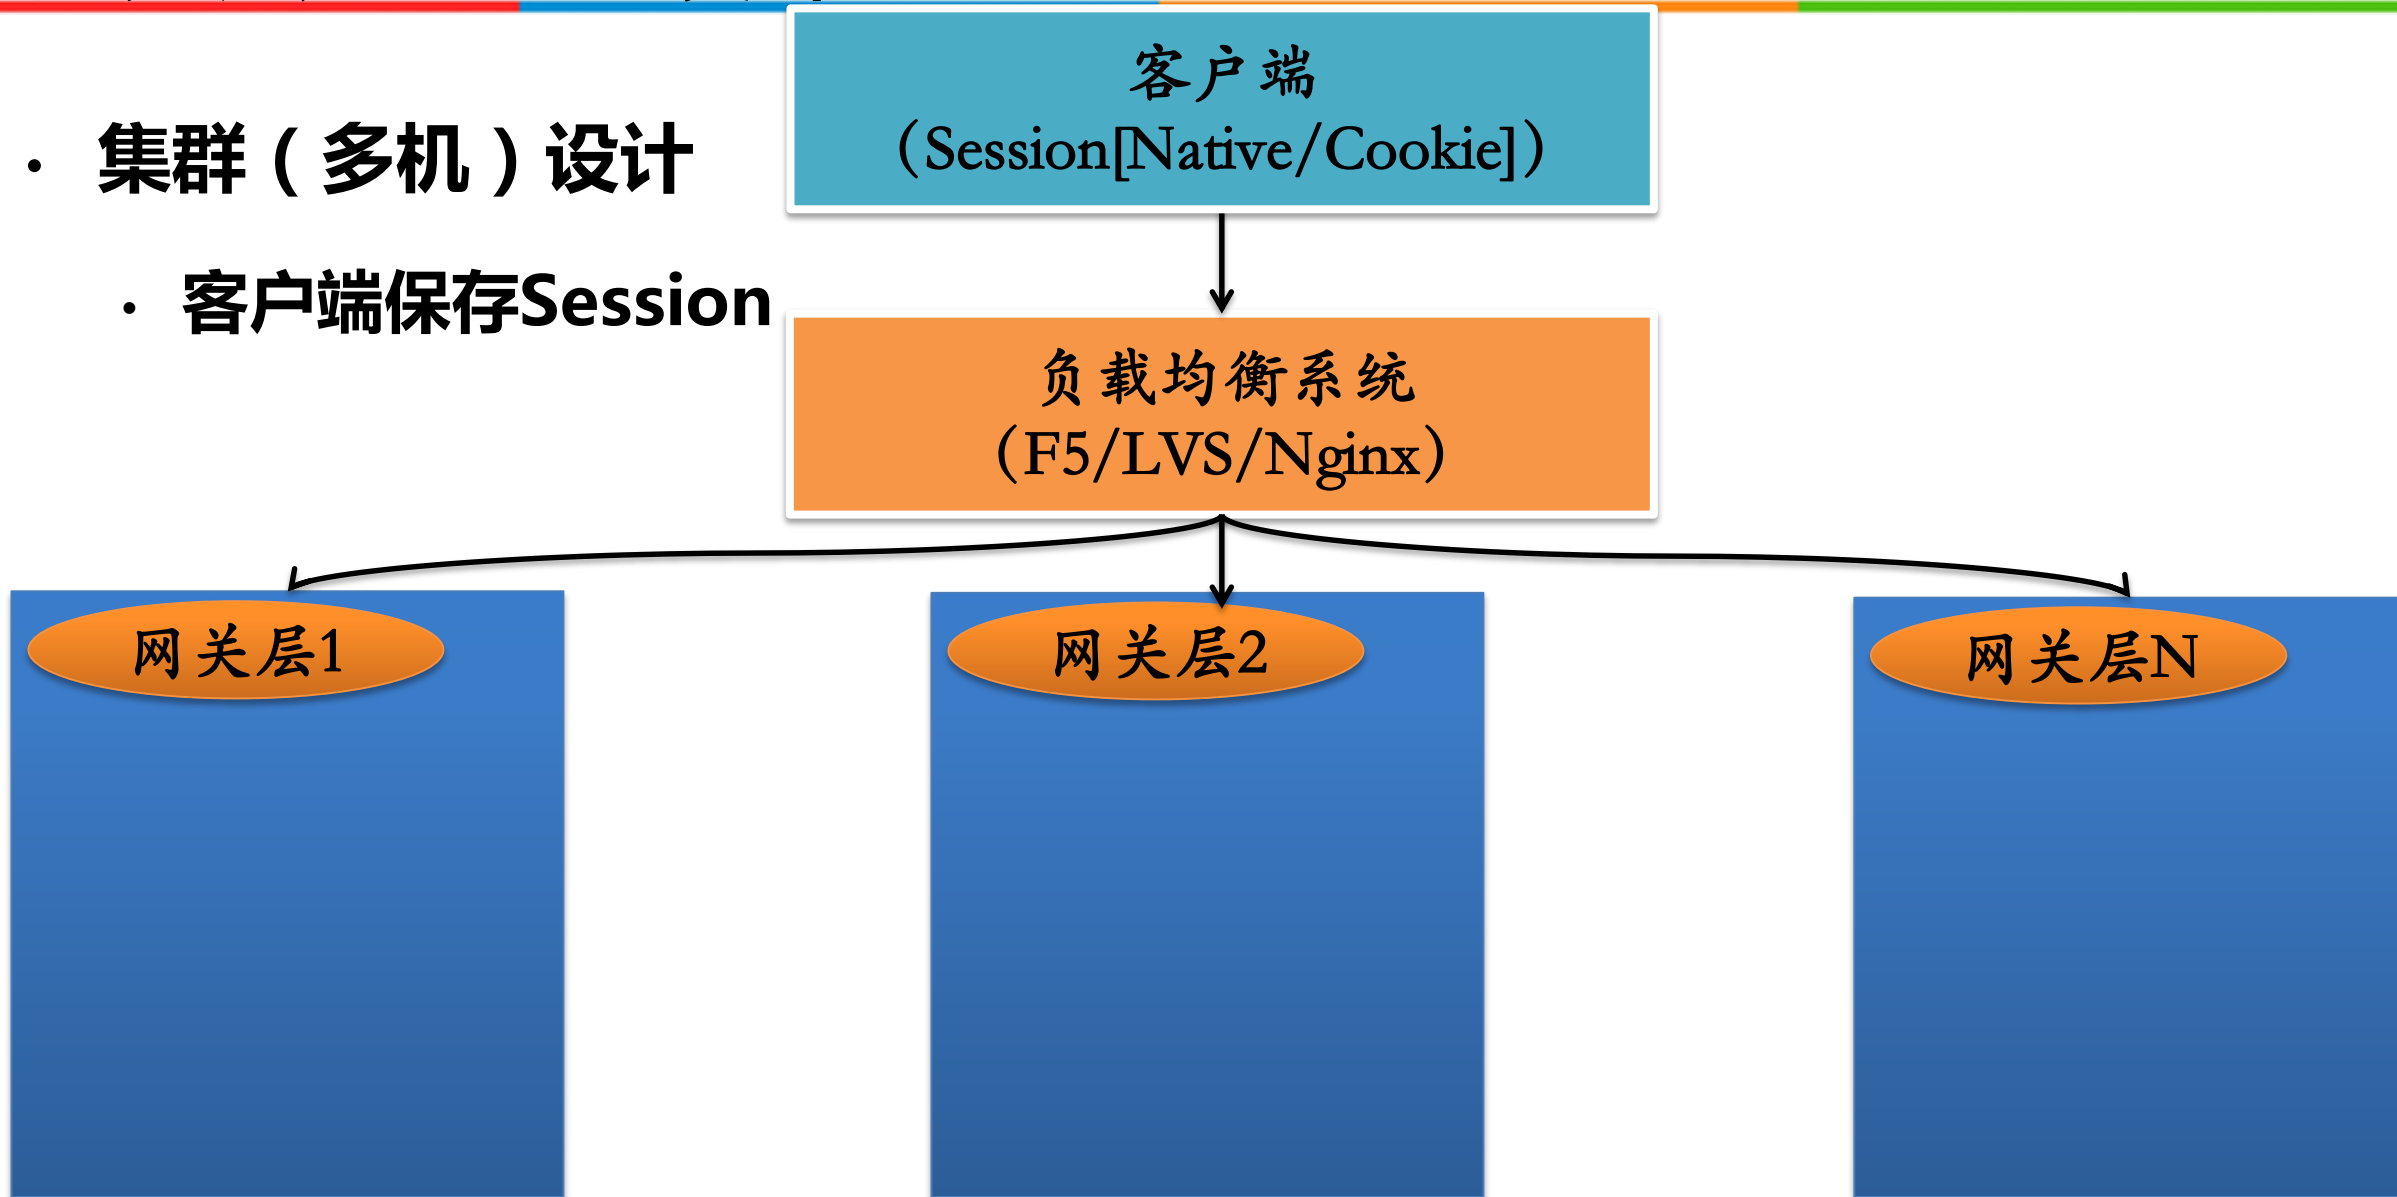 客户端
（Session[Native/Cookie]）
· 集群（多机）设计
· 客户端保存Session
负载均衡系统
（F5/LVS/Nginx）
网关层1
网关层2
网关层N